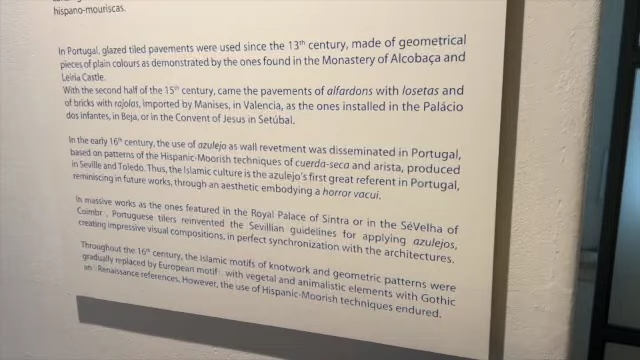 hispano-mouriscas.
In Portugal, glazed tiled pavements were used since the 13th century, made of geometrical
pieces of plain colours as demonstrated by the ones found in the Monastery of Alcobaça and
Leiria Castle.
With the second half of the 15th century, came the pavements of alfardons with losetas and
of bricks with rajolas, imported by Manises, in Valencia, as the ones installed in the Palácio
dos infantes, in Beja, or in the Convent of Jesus in Setúbal.
In the early 16th century, the use of azulejo as wall revetment was disseminated in Portugal,
based on patterns of the Hispanic-Moorish techniques of cuerda-seca and arista, produced
in Seville and Toledo. Thus, the Islamic culture is the azulejo's first great referent in Portugal,
reminiscing in future works, through an aesthetic embodying a horror vacui.
In massive works as the ones featured in the Royal Palace of Sintra or in the SéVelha of
Coimbr , Portuguese tilers reinvented the Sevillian guidelines for applying azulejos,
creating impressive visual compositions, in perfect synchronization with the architectures.
Throughout the 16th century, the Islamic motifs of knotwork and geometric patterns were
gradually replaced by European motif with vegetal and animalistic elements with Gothic
an Renaissance references. However, the use of Hispanic-Moorish techniques endured.